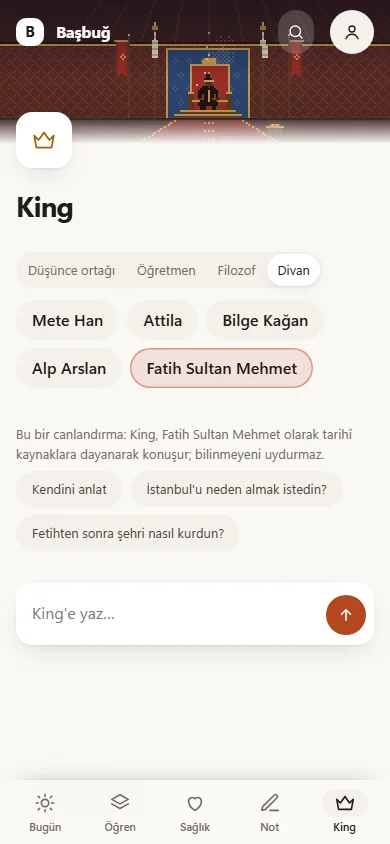 B Başbuğ
King
Düşünce ortağı Öğretmen Filozof Divan
Mete Han Attila Bilge Kağan
Alp Arslan Fatih Sultan Mehmet
Bu bir canlandırma: King, Fatih Sultan Mehmet olarak tarihî
kaynaklara dayanarak konuşur; bilinmeyeni uydurmaz.
Kendini anlat İstanbul'u neden almak istedin?
Fetihten sonra şehri nasıl kurdun?
King'e yaz...
Bugün Öğren Sağlık Not King